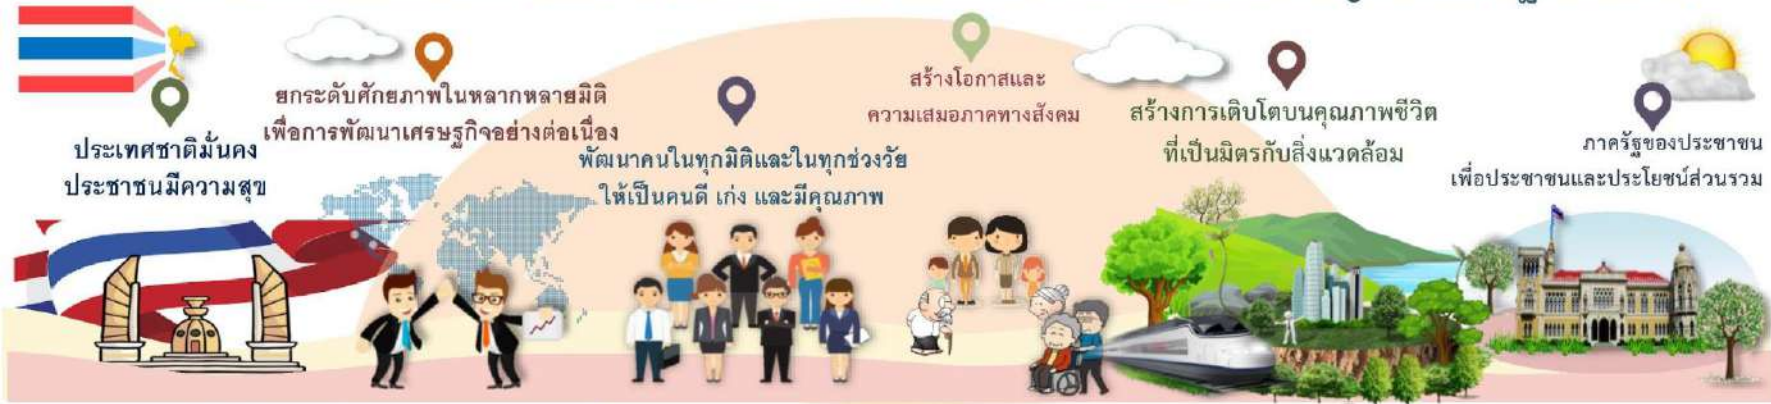 ประเทศชาติมั่นคง
ประชาชนมีความสุข
ยกระดับศักยภาพในหลากหลายมิติ
เพื่อการพัฒนาเศรษฐกิจอย่างต่อเนื่อง
พัฒนาคนในทุกมิติและในทุกช่วงวัย
ให้เป็นคนดี เก่ง และมีคุณภาพ
สร้างโอกาสและ
ความเสมอภาคทางสังคม
สร้างการเติบโตบนคุณภาพชีวิต
ที่เป็นมิตรกับสิ่งแวดล้อม
ภาครัฐของประชาชน
เพื่อประชาชนและประโยชน์ส่วนรวม